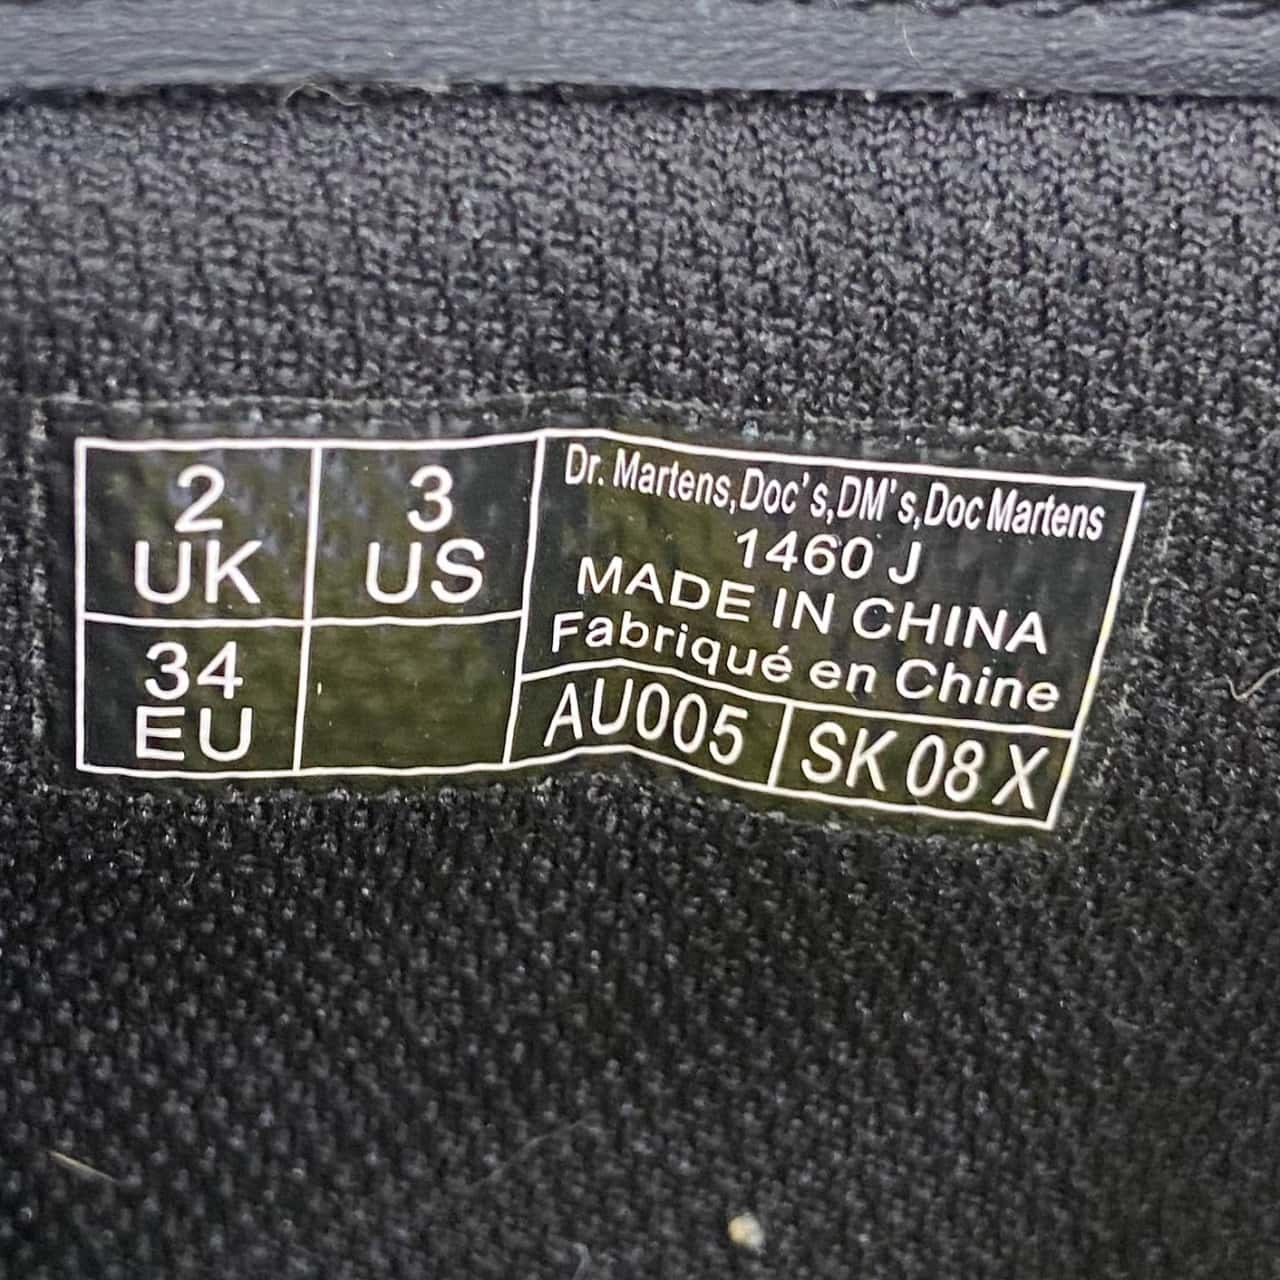 2
UK
3
US
34
EU
Dr. Martens,Doc's,DM's,Doc Martens
1460 J
MADE IN CHINA
Fabriqué en Chine
AU005
SK 08 X